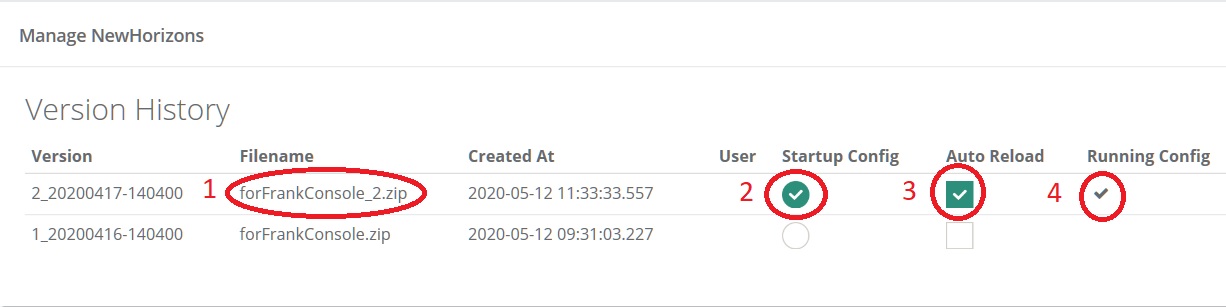 Manage NewHorizons
Version History
Version Filename Created At User Startup Config Auto Reload Running Config
2_20200417-140400 1 forFrankConsole_2.zip 2020-05-12 11:33:33.557 2 3 4
1_20200416-140400 forFrankConsole.zip 2020-05-12 09:31:03.227